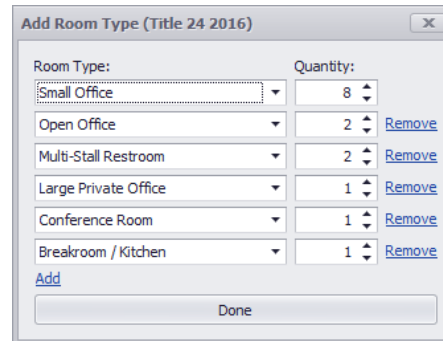 Add Room Type (Title 24 2016) x
Room Type: Quantity:
Small Office 8
Open Office 2 Remove
Multi-Stall Restroom 2 Remove
Large Private Office 1 Remove
Conference Room 1 Remove
Breakroom / Kitchen 1 Remove
Add
Done